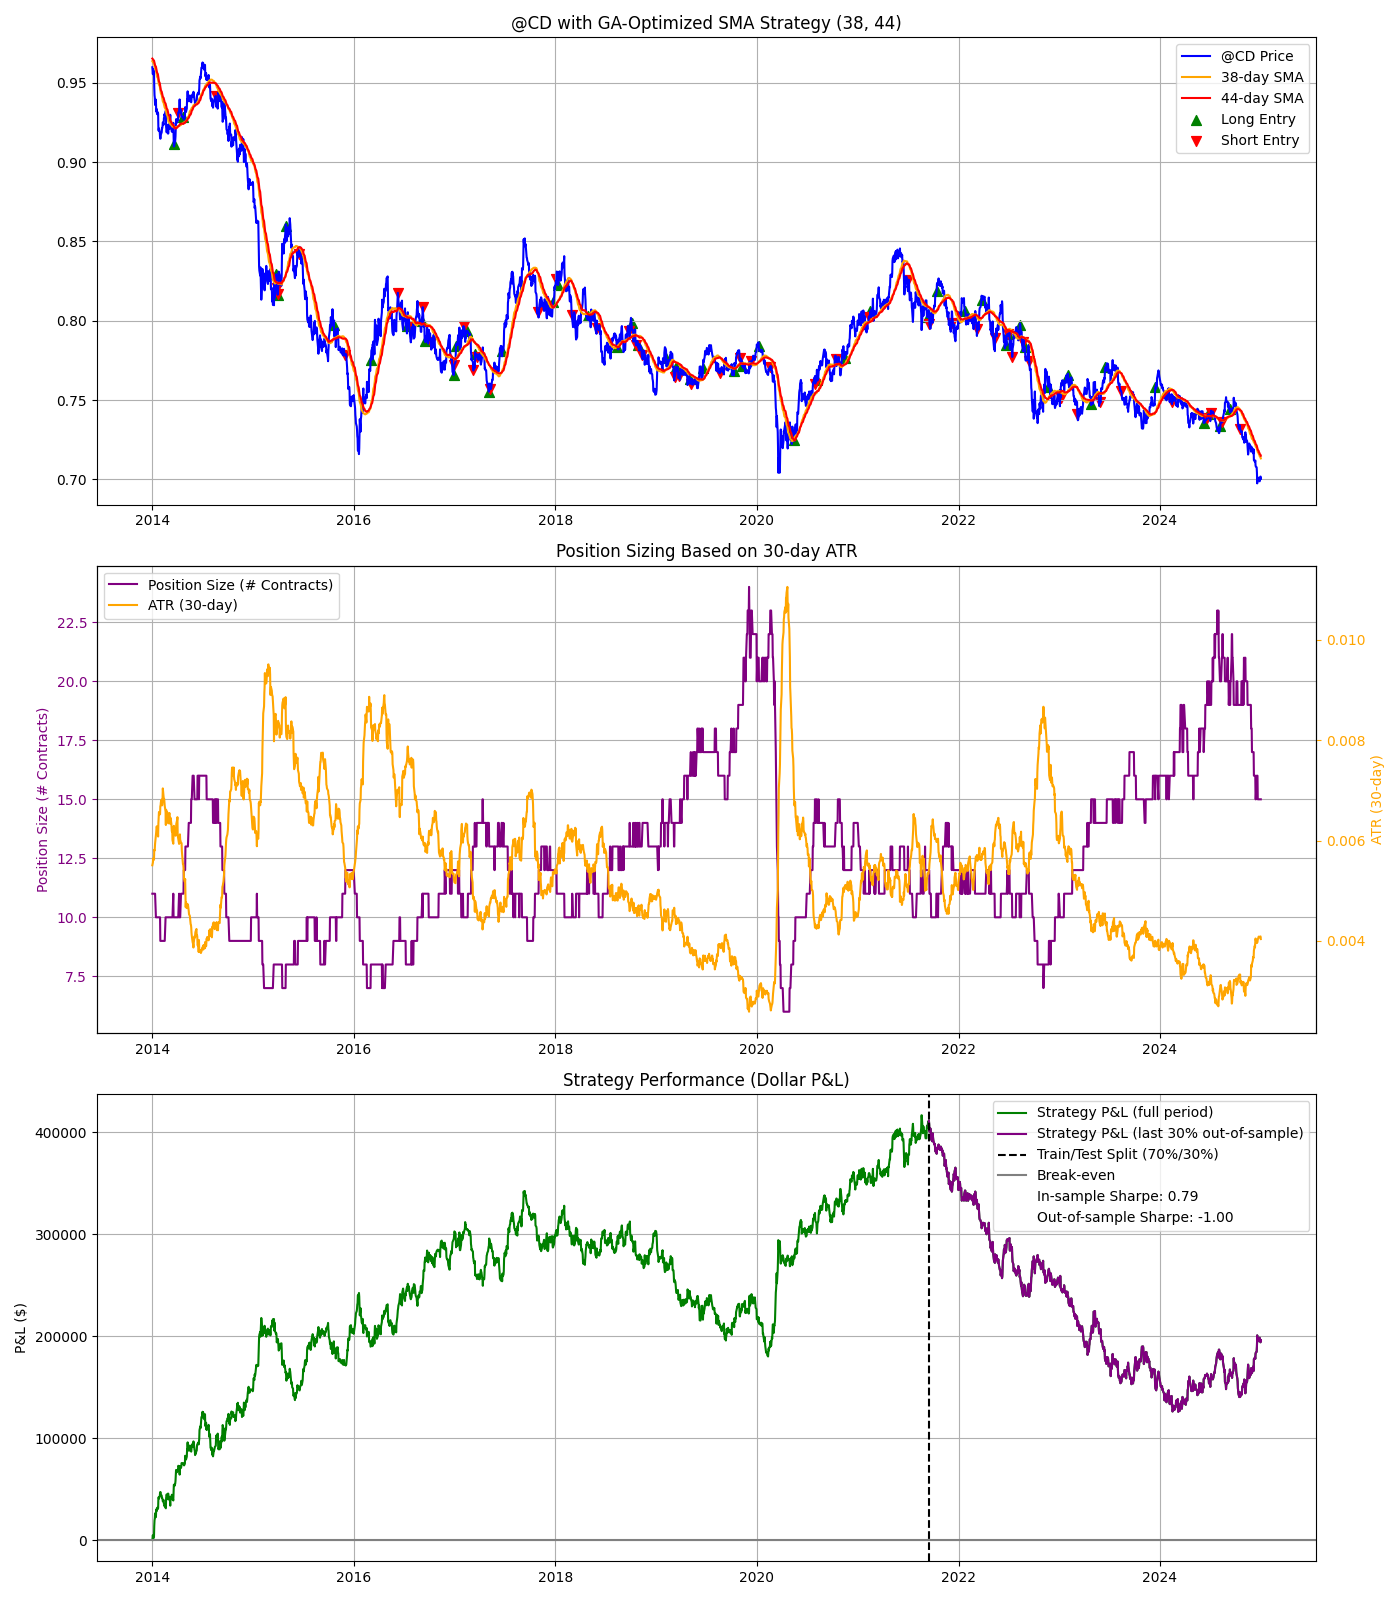 @CD with GA-Optimized SMA Strategy (38, 44)
0.95
0.90
0.85
0.80
0.75
0.70
@CD Price
38-day SMA
44-day SMA
Long Entry
Short Entry
2014
2016
2018
2020
2022
2024
Position Sizing Based on 30-day ATR
Position Size (# Contracts)
22.5
20.0
17.5
15.0
12.5
10.0
7.5
Position Size (# Contracts)
ATR (30-day)
0.010
0.008
0.006
0.004
ATR (30-day)
2014
2016
2018
2020
2022
2024
Strategy Performance (Dollar P&L)
P&L ($)
400000
300000
200000
100000
0
Strategy P&L (full period)
Strategy P&L (last 30% out-of-sample)
Train/Test Split (70%/30%)
Break-even
In-sample Sharpe: 0.79
Out-of-sample Sharpe: -1.00
2014
2016
2018
2020
2022
2024